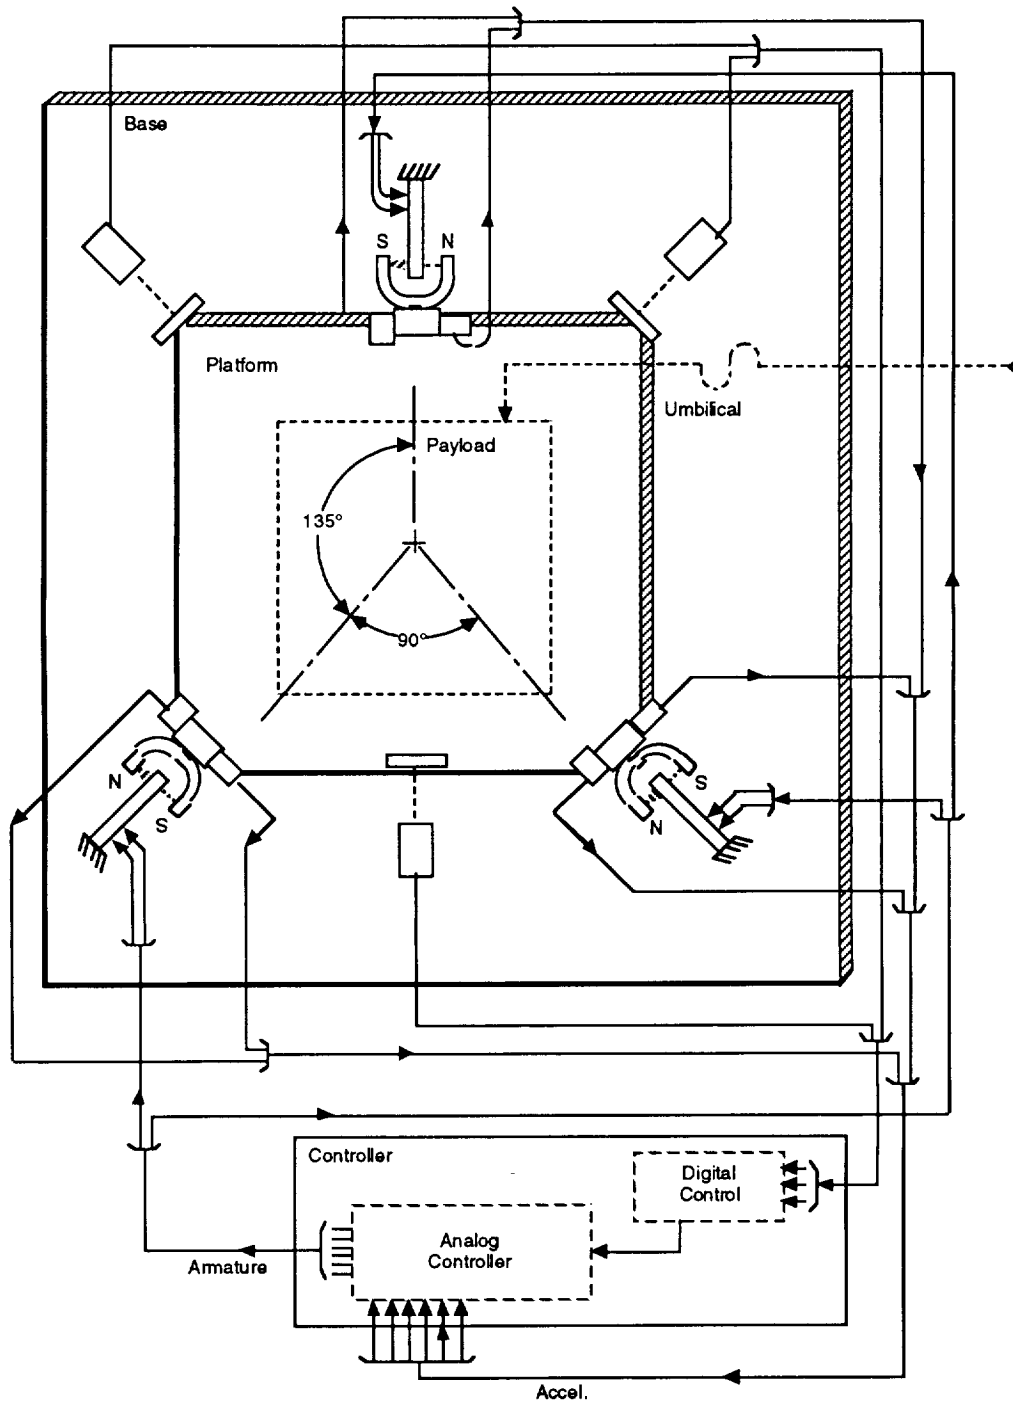 Base
S
N
Platform
Umbilical
Payload
135°
90°
N
S
S
N
Controller
Digital
Control
Analog
Controller
Armature
Accel.